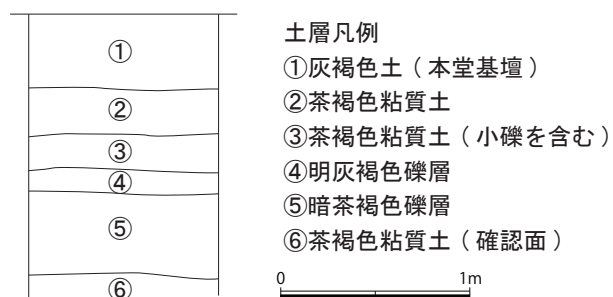 ①
②
③
④
⑤
⑥
土層凡例
①灰褐色土（本堂基壇）
②茶褐色粘質土
③茶褐色粘質土（小礫を含む）
④明灰褐色礫層
⑤暗茶褐色礫層
⑥茶褐色粘質土（確認面）
0 1m